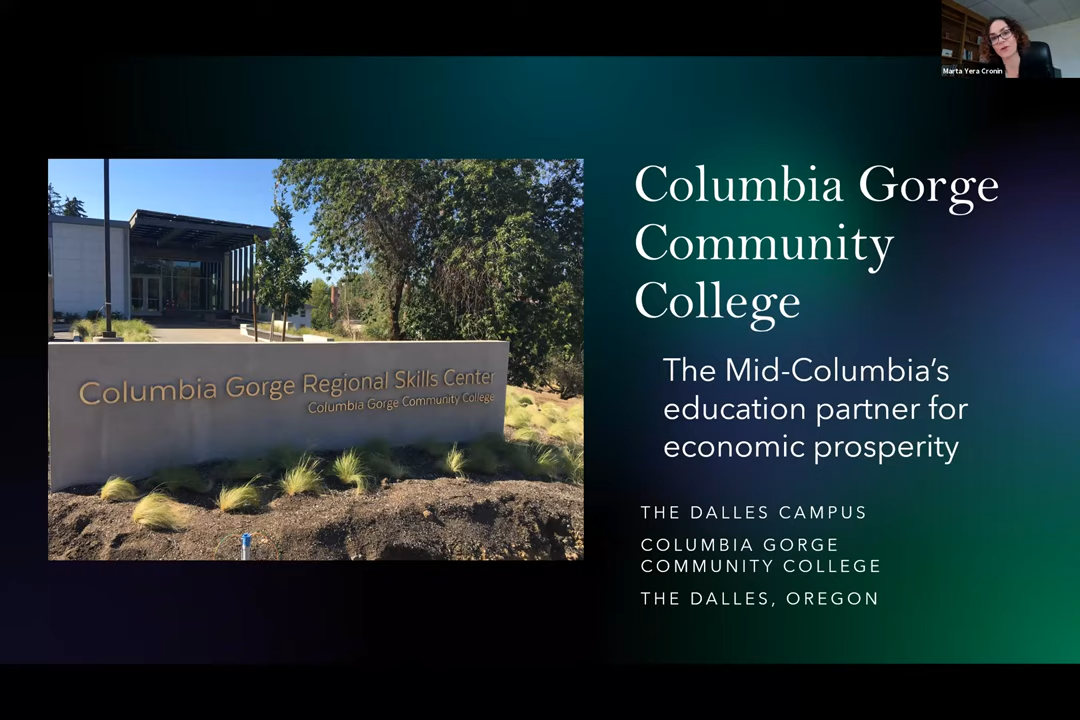 Marta Yera Cronin
Columbia Gorge
Community
College
The Mid-Columbia’s
education partner for
economic prosperity
THE DALLES CAMPUS
COLUMBIA GORGE
COMMUNITY COLLEGE
THE DALLES, OREGON
Columbia Gorge Regional Skills Center
Columbia Gorge Community College